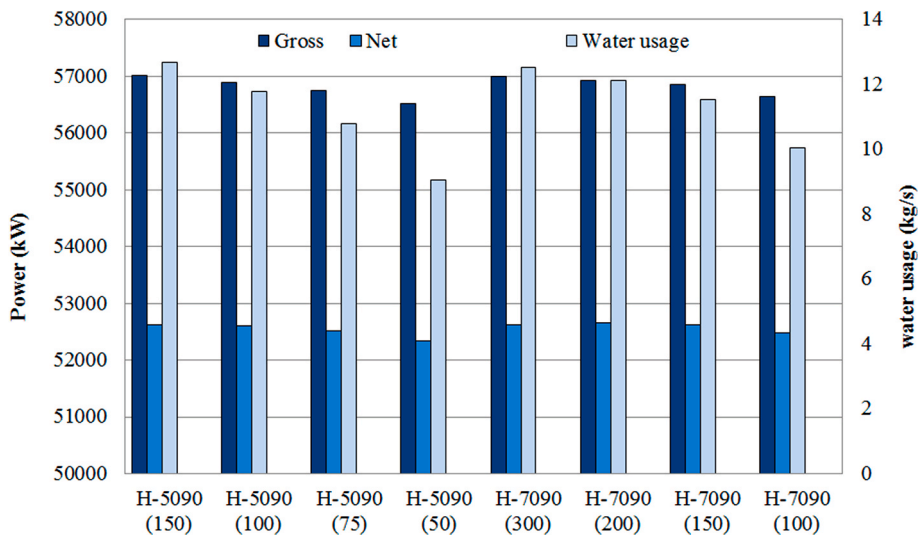 58000
57000
56000
55000
54000
53000
52000
51000
50000
Power (kW)
Gross
Net
Water usage
14
12
10
8
6
4
2
0
water usage (kg/s)
H-5090
(150)
H-5090
(100)
H-5090
(75)
H-5090
(50)
H-7090
(300)
H-7090
(200)
H-7090
(150)
H-7090
(100)